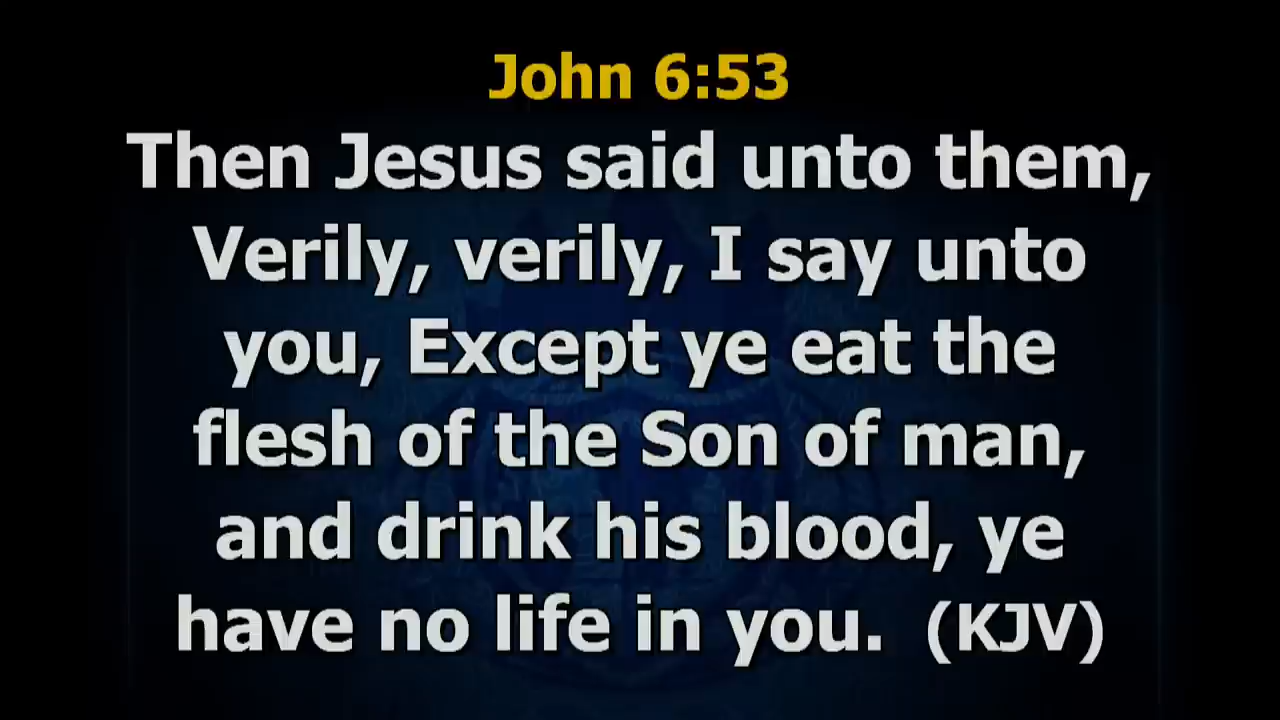 John 6:53
Then Jesus said unto them,
Verily, verily, I say unto
you, Except ye eat the
flesh of the Son of man,
and drink his blood, ye
have no life in you.  (KJV)